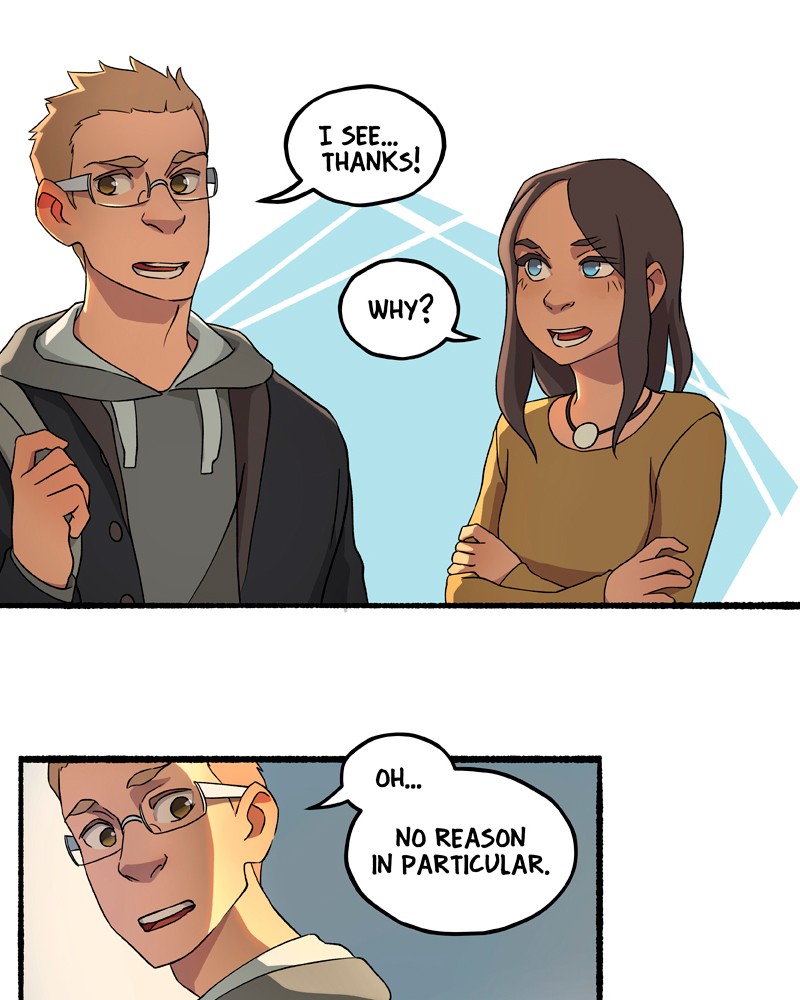 I SEE...
THANKS!
WHY?
OH...
NO REASON
IN PARTICULAR.